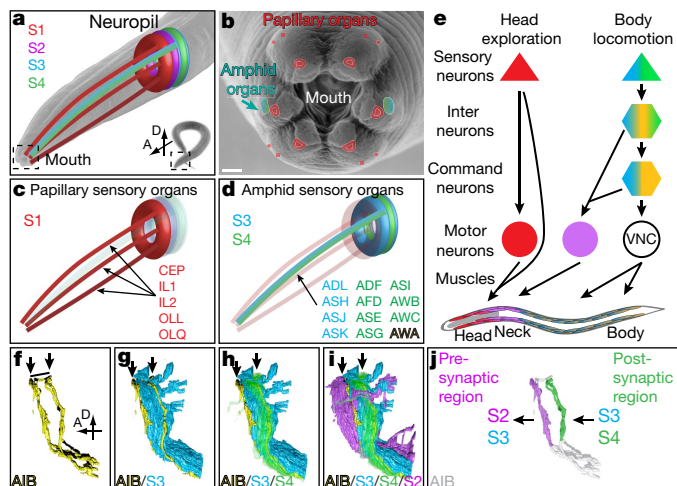 a
Neuropil
S1
S2
S3
S4
Mouth
D
A
b
Papillary organs
Amphid
organs
Mouth
c Papillary sensory organs
S1
CEP
IL1
IL2
OLL
OLQ
d Amphid sensory organs
S3
S4
ADL ADF ASI
ASH AFD AWB
ASJ ASE AWC
ASK ASG AWA
e
Head
exploration
Body
locomotion
Sensory
neurons
Inter
neurons
Command
neurons
Motor
neurons
VNC
Muscles
Head
Neck
Body
f
D
A
AIB
g
AIB/S3
h
AIB/S3/S4
i
AIB/S3/S4/S2
j
Pre-
synaptic
region
Post-
synaptic
region
S2
S3
S3
S4
AIB